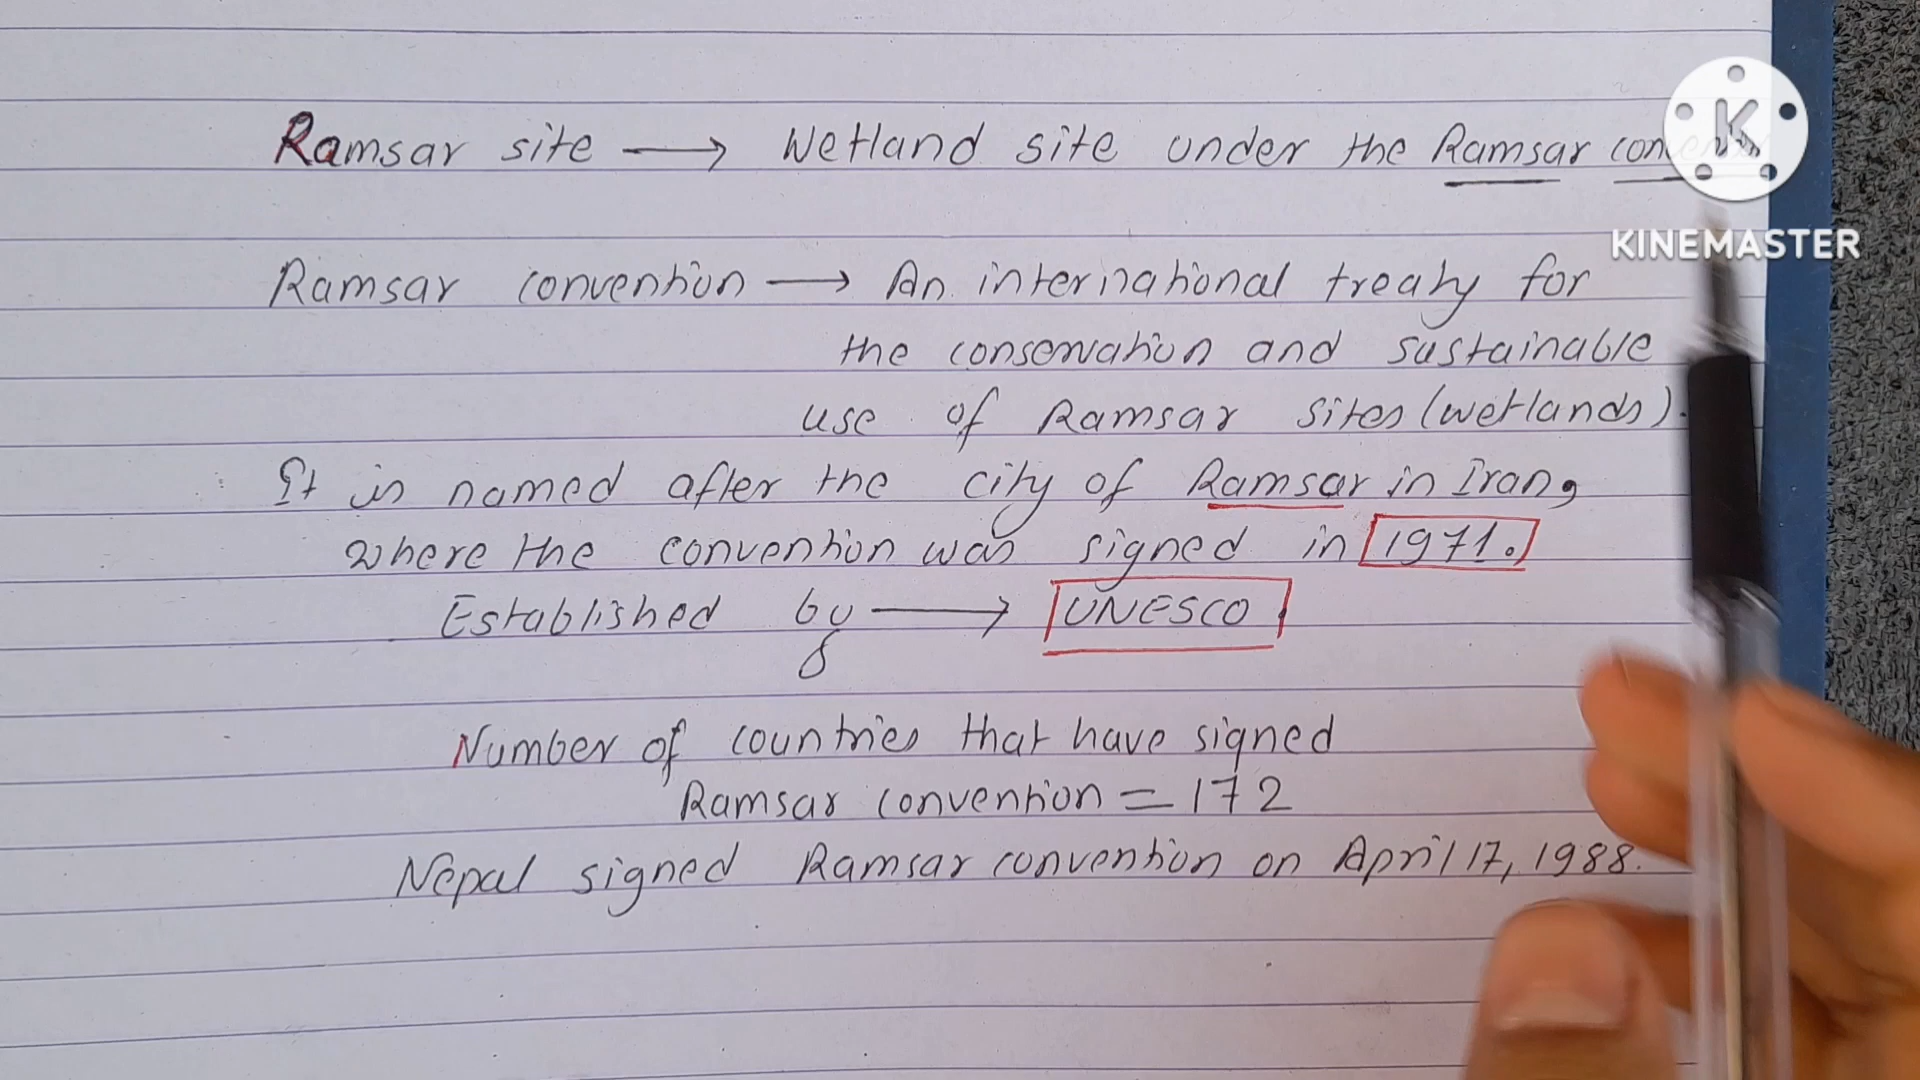 Ramsar site → Wetland site under the Ramsar
KINEMASTER
Ramsar convention → An international treaty for
the conservation and sustainable
use of Ramsar sites (wetlands).
It is named after the city of Ramsar in Iran,
where the convention was signed in 1971.
Established by → UNESCO
Number of countries that have signed
Ramsar convention = 172
Nepal signed Ramsar convention on April 17, 1988.